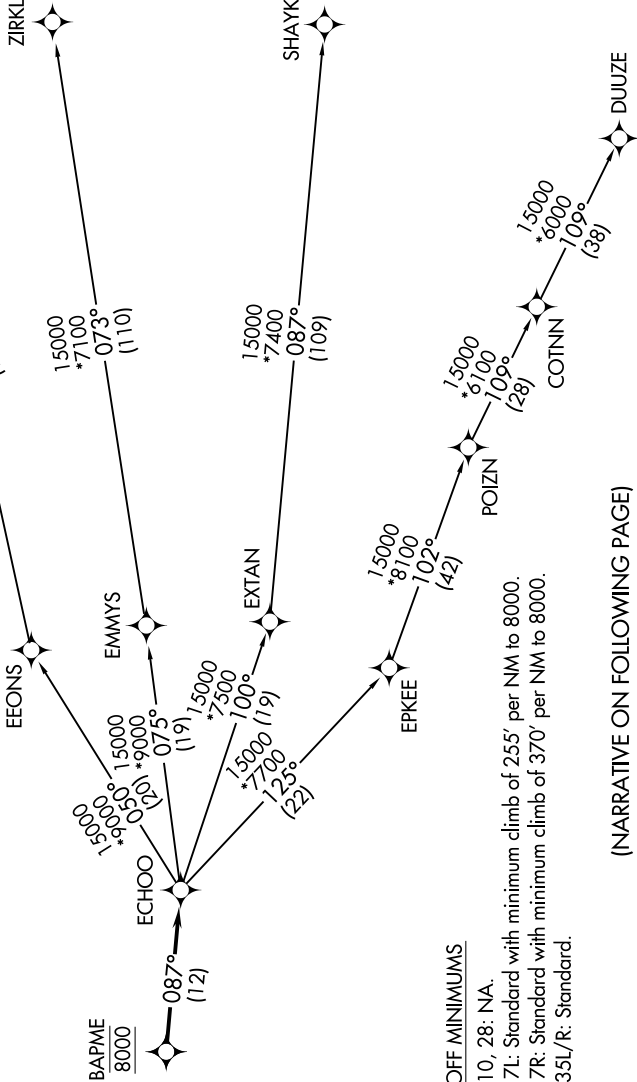 ZIRKL
SHAYK
DUUZE
15000
*7100
073°
(110)
15000
*7400
087°
(109)
15000
*6000
109°
(38)
15000
*6100
109°
(28)
COTNN
POIZN
EEONS
EMMYS
EXTAN
15000
*8100
102°
(42)
EPKEE
15000
*9000
050°
(20)
15000
*9000
075°
(19)
15000
*7500
100°
(19)
15000
*7700
125°
(22)
ECHOO
087°
(12)
BAPME
8000
OFF MINIMUMS
10, 28: NA.
7L: Standard with minimum climb of 255' per NM to 8000.
7R: Standard with minimum climb of 370' per NM to 8000.
35L/R: Standard.
(NARRATIVE ON FOLLOWING PAGE)